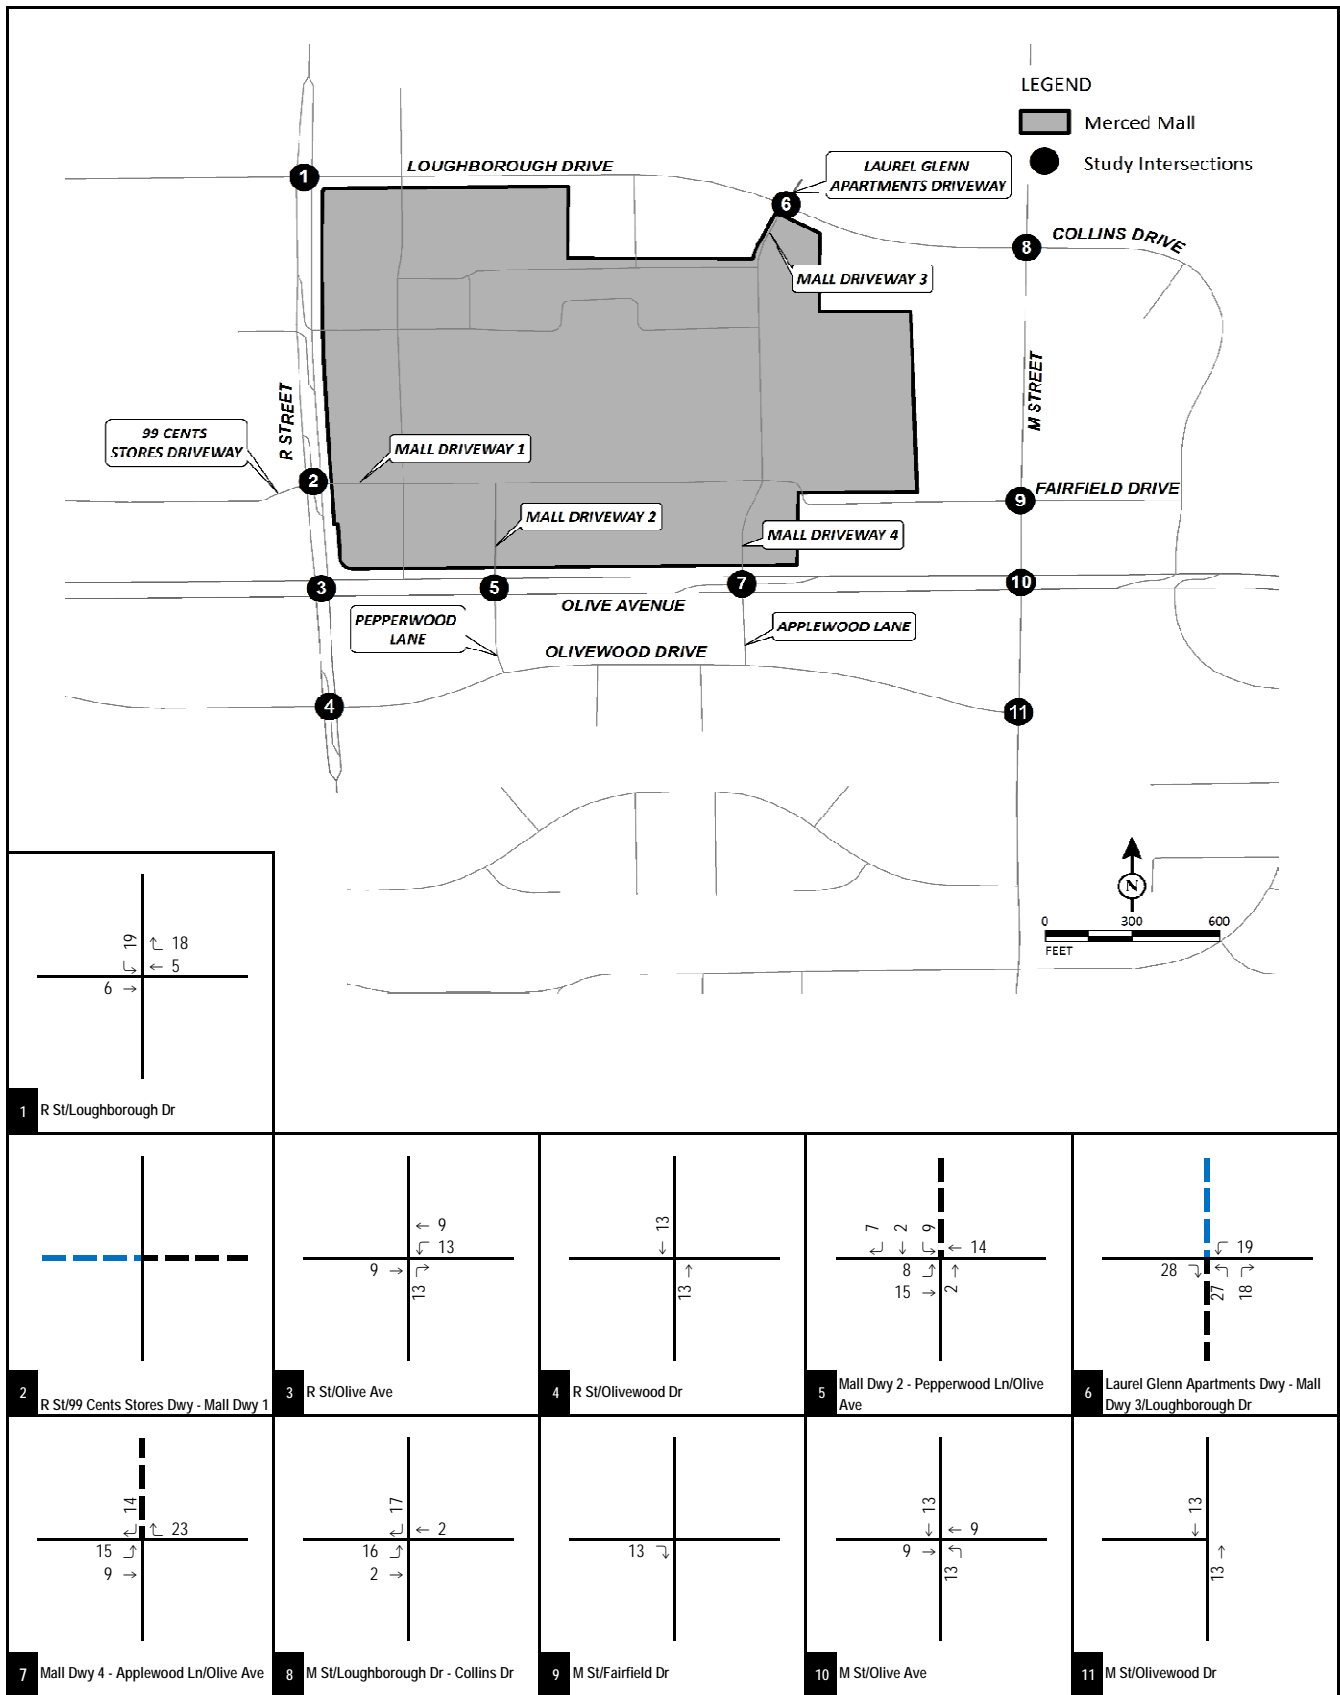 LEGEND
Merced Mall
Study Intersections
LOUGHBOROUGH DRIVE
LAUREL GLENN
APARTMENTS DRIVEWAY
1
6
8
COLLINS DRIVE
MALL DRIVEWAY 3
R STREET
M STREET
99 CENTS
STORES DRIVEWAY
MALL DRIVEWAY 1
2
9
FAIRFIELD DRIVE
MALL DRIVEWAY 2
MALL DRIVEWAY 4
3
5
7
10
OLIVE AVENUE
PEPPERWOOD
LANE
APPLEWOOD LANE
OLIVEWOOD DRIVE
4
11
N
0 300 600
FEET
19 ↰ 18
← 5
6 →
1 R St/Loughborough Dr
2 R St/99 Cents Stores Dwy - Mall Dwy 1
← 9
13
9 →
13
3 R St/Olive Ave
13
13
4 R St/Olivewood Dr
7 2 9
← 14
8
15 → 2
5 Mall Dwy 2 - Pepperwood Ln/Olive
Ave
19
28
27 18
6 Laurel Glenn Apartments Dwy - Mall
Dwy 3/Loughborough Dr
14
23
15
9 →
7 Mall Dwy 4 - Applewood Ln/Olive Ave
17
← 2
16
2 →
8 M St/Loughborough Dr - Collins Dr
13
9 M St/Fairfield Dr
13
← 9
9 →
13
10 M St/Olive Ave
13
13
11 M St/Olivewood Dr